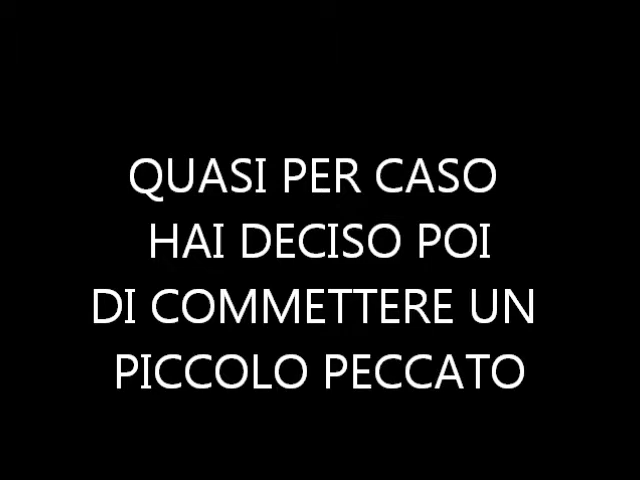 QUASI PER CASO
HAI DECISO POI
DI COMMETTERE UN
PICCOLO PECCATO